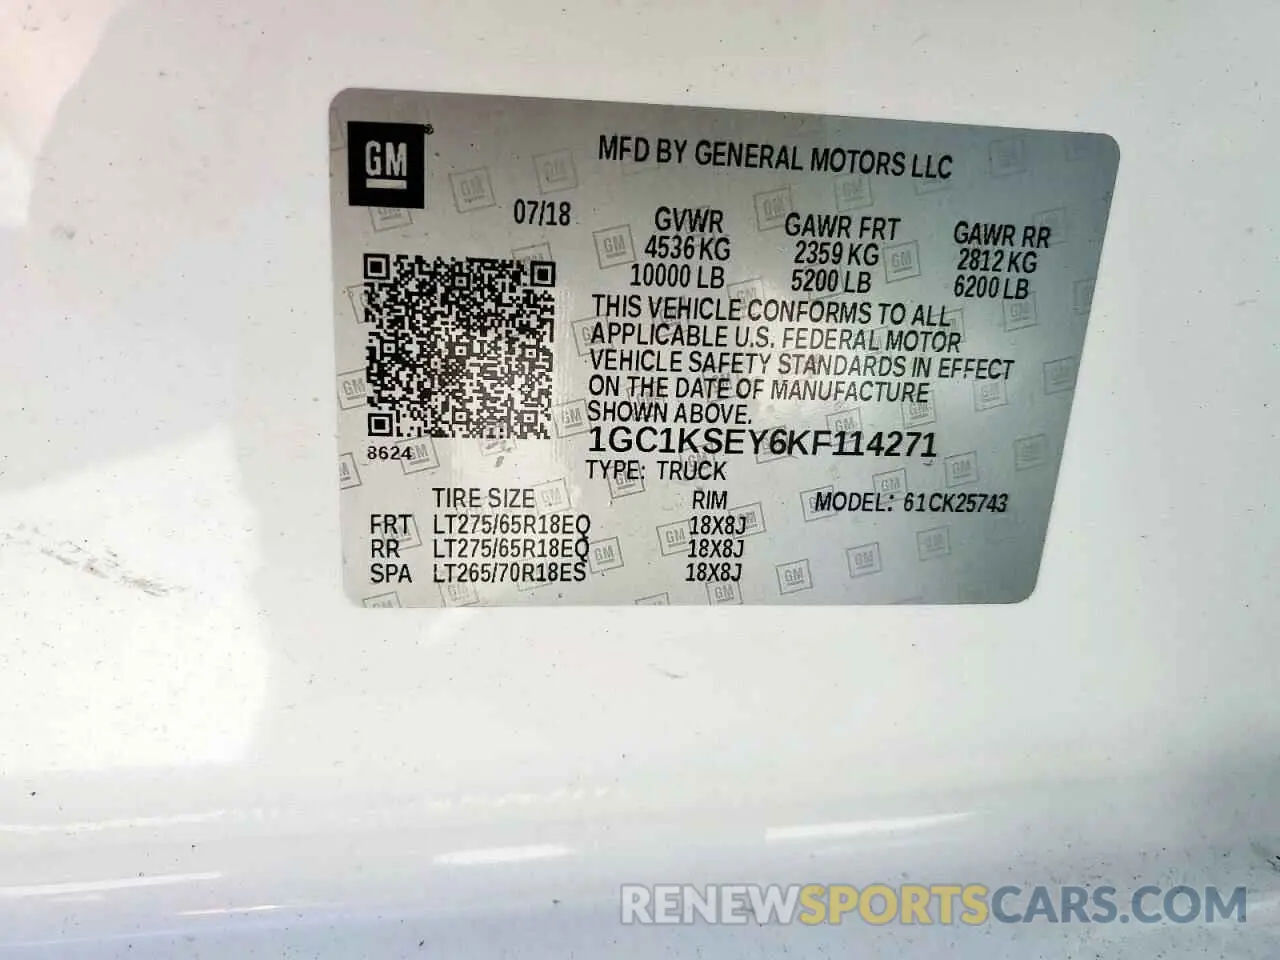 GM
MFD BY GENERAL MOTORS LLC
07/18
GVWR GAWR FRT GAWR RR
4536 KG 2359 KG 2812 KG
10000 LB 5200 LB 6200 LB
THIS VEHICLE CONFORMS TO ALL
APPLICABLE U.S. FEDERAL MOTOR
VEHICLE SAFETY STANDARDS IN EFFECT
ON THE DATE OF MANUFACTURE
SHOWN ABOVE.
8624
1GC1KSEY6KF114271
TYPE: TRUCK
TIRE SIZE RIM MODEL: 61CK25743
FRT LT275/65R18EQ 18X8J
RR LT275/65R18EQ 18X8J
SPA LT265/70R18ES 18X8J
RENEWSPORTSCARS.COM